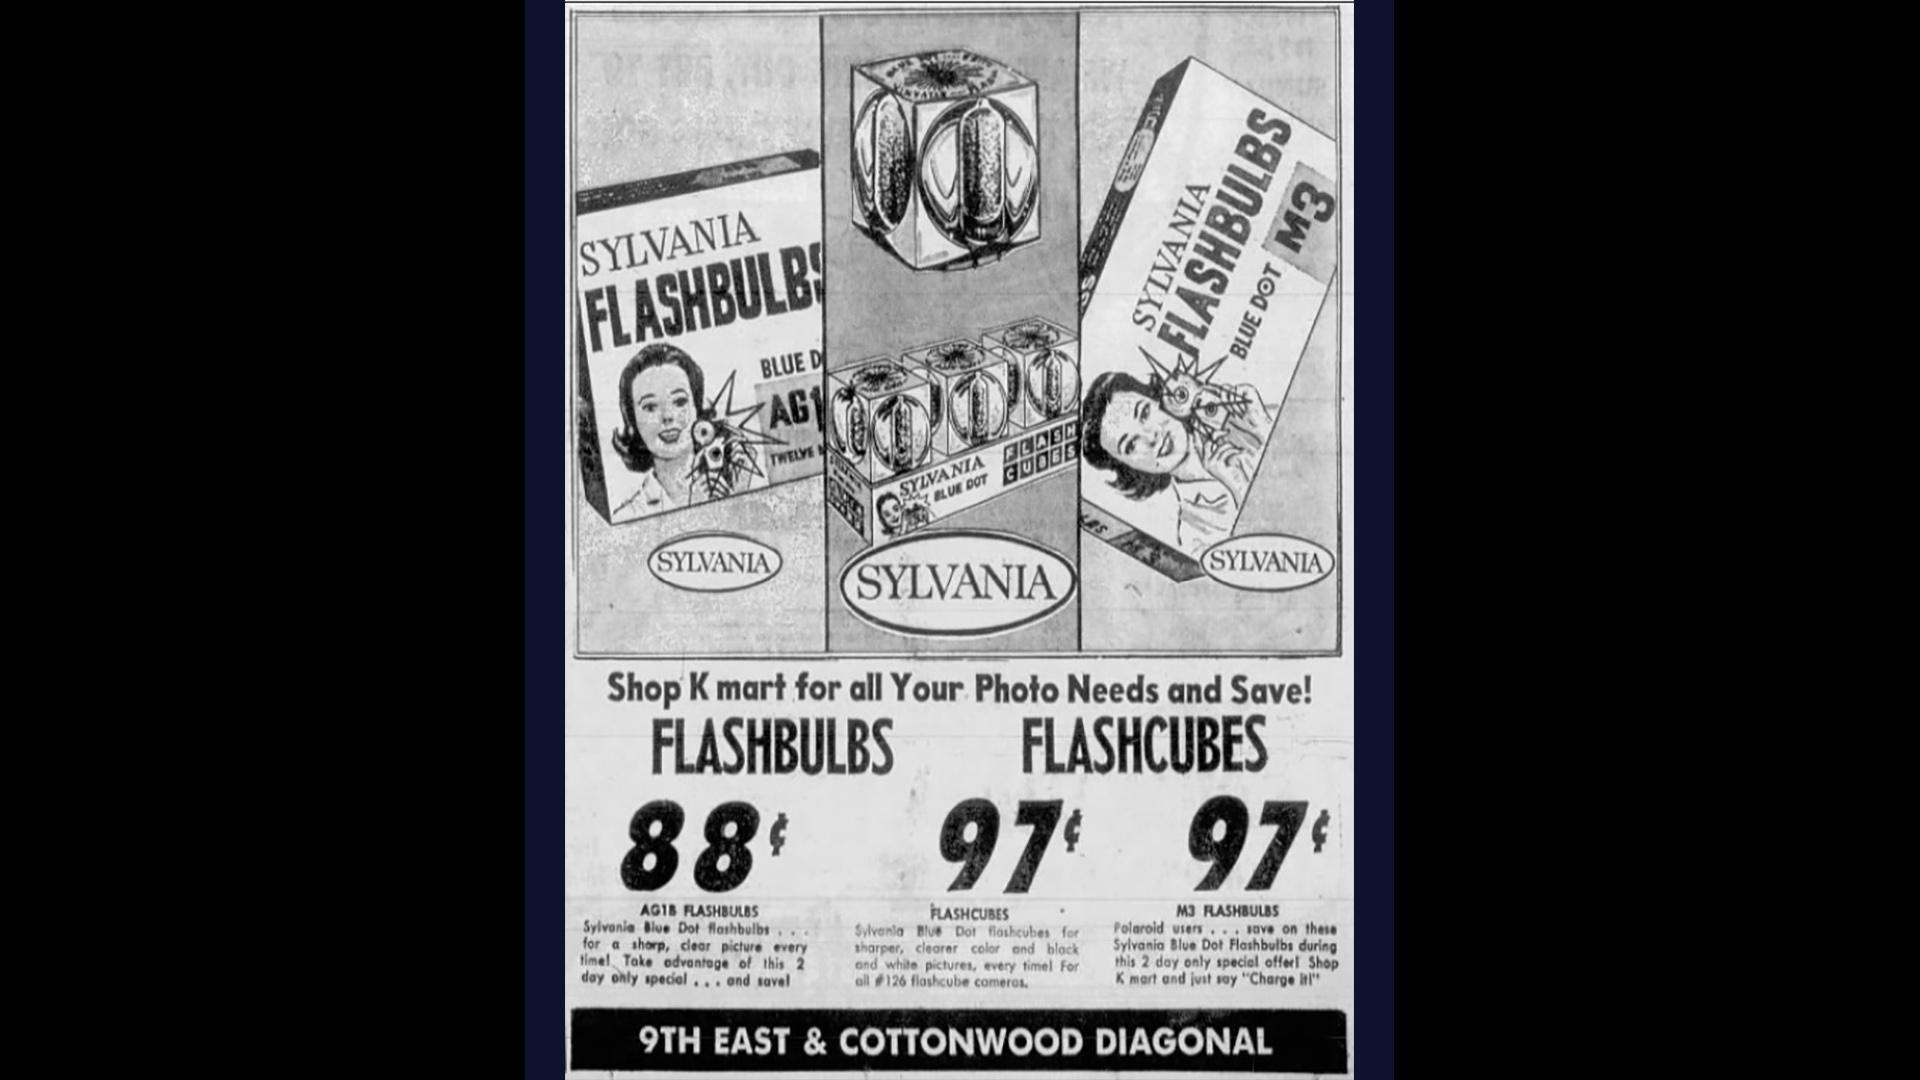 SYLVANIA
FLASHBULBS
BLUE D
AG1
TWELVE
SYLVANIA
SYLVANIA
BLUE DOT
FLASH
CUBES
SYLVANIA
SYLVANIA
FLASHBULBS
BLUE DOT
M3
SYLVANIA
Shop K mart for all Your Photo Needs and Save!
FLASHBULBS
FLASHCUBES
88¢
97¢
97¢
AG1B FLASHBULBS
Sylvania Blue Dot flashbulbs . . .
for a sharp, clear picture every
time! Take advantage of this 2
day only special . . . and save!
FLASHCUBES
Sylvania Blue Dot flashcubes for
sharper, clearer color and black
and white pictures, every time! For
all #126 flashcube cameras.
M3 FLASHBULBS
Polaroid users . . . save on these
Sylvania Blue Dot Flashbulbs during
this 2 day only special offer! Shop
K mart and just say "Charge it!"
9TH EAST & COTTONWOOD DIAGONAL